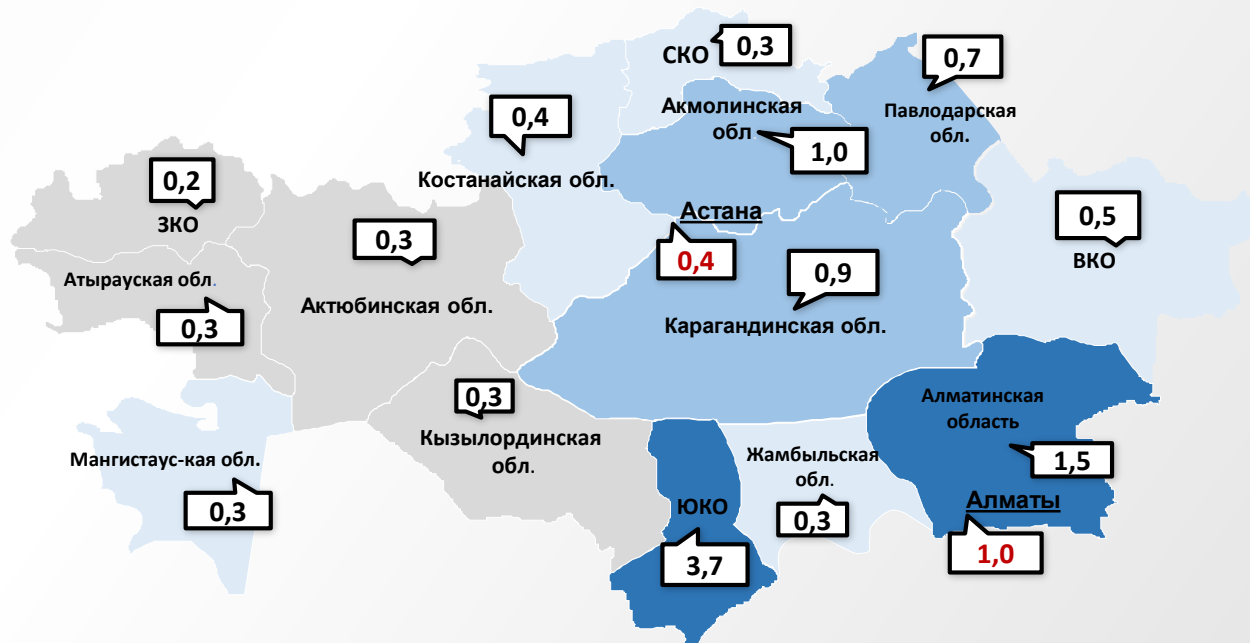 СКО
0,3
0,7
Акмолинская
обл
1,0
Павлодарская
обл.
0,4
Костанайская обл.
0,2
ЗКО
0,3
Актюбинская обл.
Атырауская обл.
0,3
Астана
0,4
0,9
Карагандинская обл.
0,5
ВКО
0,3
Кызылординская
обл.
Мангистаус-кая обл.
0,3
ЮКО
3,7
Жамбыльская
обл.
0,3
Алматинская
область
1,5
Алматы
1,0